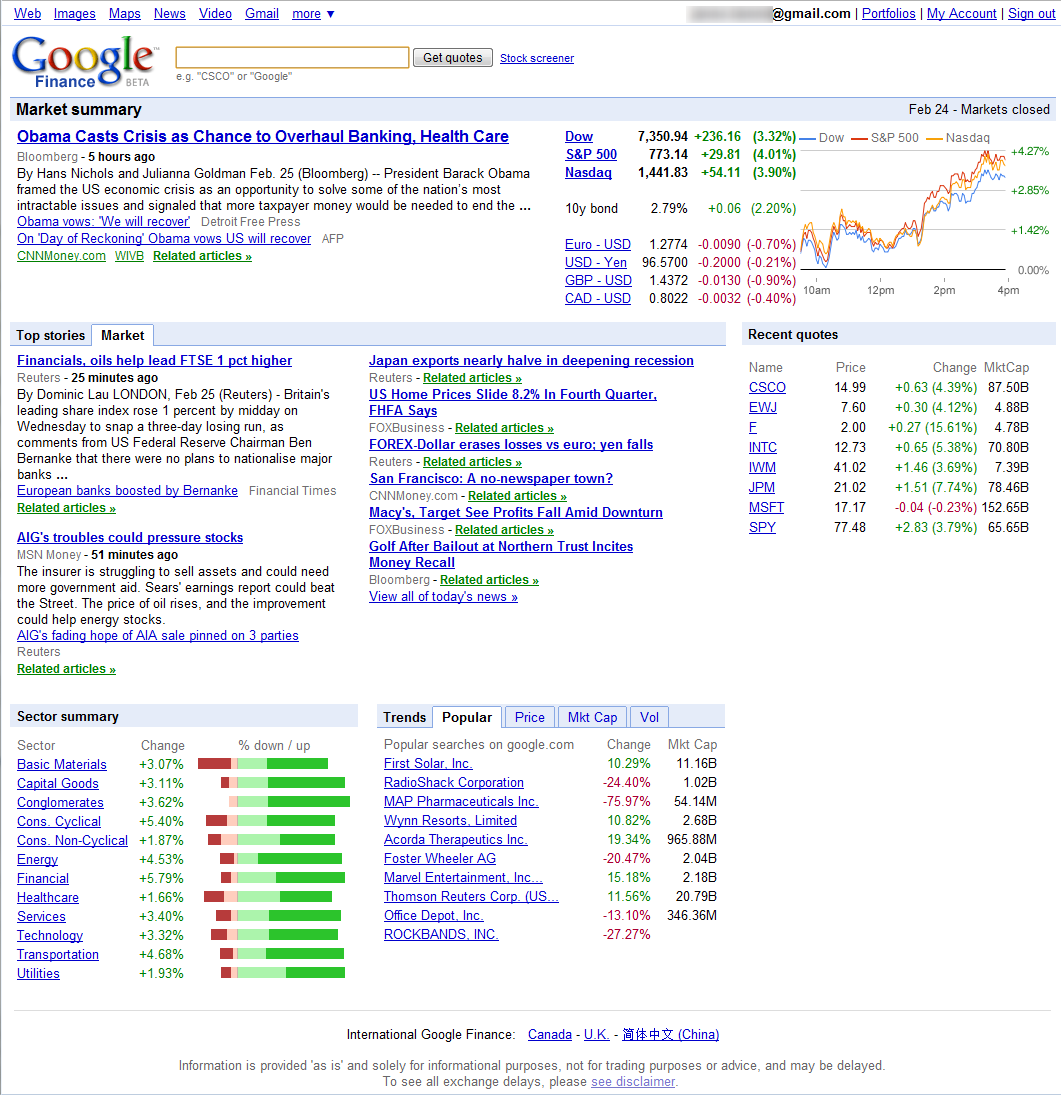 Web Images Maps News Video Gmail more ▼
@gmail.com | Portfolios | My Account | Sign out
Google™
Finance BETA
Get quotes Stock screener
e.g. "CSCO" or "Google"
Market summary
Feb 24 - Markets closed
Obama Casts Crisis as Chance to Overhaul Banking, Health Care
Bloomberg - 5 hours ago
By Hans Nichols and Julianna Goldman Feb. 25 (Bloomberg) -- President Barack Obama
framed the US economic crisis as an opportunity to solve some of the nation's most
intractable issues and signaled that more taxpayer money would be needed to end the ...
Obama vows: 'We will recover' Detroit Free Press
On 'Day of Reckoning' Obama vows US will recover AFP
CNNMoney.com WIVB Related articles »
Dow 7,350.94 +236.16 (3.32%)
S&P 500 773.14 +29.81 (4.01%)
Nasdaq 1,441.83 +54.11 (3.90%)
10y bond 2.79% +0.06 (2.20%)
Euro - USD 1.2774 -0.0090 (-0.70%)
USD - Yen 96.5700 -0.2000 (-0.21%)
GBP - USD 1.4372 -0.0130 (-0.90%)
CAD - USD 0.8022 -0.0032 (-0.40%)
Dow S&P 500 Nasdaq
+4.27%
+2.85%
+1.42%
0.00%
10am 12pm 2pm 4pm
Top stories Market
Financials, oils help lead FTSE 1 pct higher
Reuters - 25 minutes ago
By Dominic Lau LONDON, Feb 25 (Reuters) - Britain's
leading share index rose 1 percent by midday on
Wednesday to snap a three-day losing run, as
comments from US Federal Reserve Chairman Ben
Bernanke that there were no plans to nationalise major
banks ...
European banks boosted by Bernanke Financial Times
Related articles »
AIG's troubles could pressure stocks
MSN Money - 51 minutes ago
The insurer is struggling to sell assets and could need
more government aid. Sears' earnings report could beat
the Street. The price of oil rises, and the improvement
could help energy stocks.
AIG's fading hope of AIA sale pinned on 3 parties
Reuters
Related articles »
Japan exports nearly halve in deepening recession
Reuters - Related articles »
US Home Prices Slide 8.2% In Fourth Quarter,
FHFA Says
FOXBusiness - Related articles »
FOREX-Dollar erases losses vs euro; yen falls
Reuters - Related articles »
San Francisco: A no-newspaper town?
CNNMoney.com - Related articles »
Macy's, Target See Profits Fall Amid Downturn
FOXBusiness - Related articles »
Golf After Bailout at Northern Trust Incites
Money Recall
Bloomberg - Related articles »
View all of today's news »
Recent quotes
Name Price Change MktCap
CSCO 14.99 +0.63 (4.39%) 87.50B
EWJ 7.60 +0.30 (4.12%) 4.88B
F 2.00 +0.27 (15.61%) 4.78B
INTC 12.73 +0.65 (5.38%) 70.80B
IWM 41.02 +1.46 (3.69%) 7.39B
JPM 21.02 +1.51 (7.74%) 78.46B
MSFT 17.17 -0.04 (-0.23%) 152.65B
SPY 77.48 +2.83 (3.79%) 65.65B
Sector summary
Sector Change % down / up
Basic Materials +3.07%
Capital Goods +3.11%
Conglomerates +3.62%
Cons. Cyclical +5.40%
Cons. Non-Cyclical +1.87%
Energy +4.53%
Financial +5.79%
Healthcare +1.66%
Services +3.40%
Technology +3.32%
Transportation +4.68%
Utilities +1.93%
Trends Popular Price Mkt Cap Vol
Popular searches on google.com Change Mkt Cap
First Solar, Inc. 10.29% 11.16B
RadioShack Corporation -24.40% 1.02B
MAP Pharmaceuticals Inc. -75.97% 54.14M
Wynn Resorts, Limited 10.82% 2.68B
Acorda Therapeutics Inc. 19.34% 965.88M
Foster Wheeler AG -20.47% 2.04B
Marvel Entertainment, Inc... 15.18% 2.18B
Thomson Reuters Corp. (US... 11.56% 20.79B
Office Depot, Inc. -13.10% 346.36M
ROCKBANDS, INC. -27.27%
International Google Finance: Canada - U.K. - 简体中文 (China)
Information is provided 'as is' and solely for informational purposes, not for trading purposes or advice, and may be delayed.
To see all exchange delays, please see disclaimer.